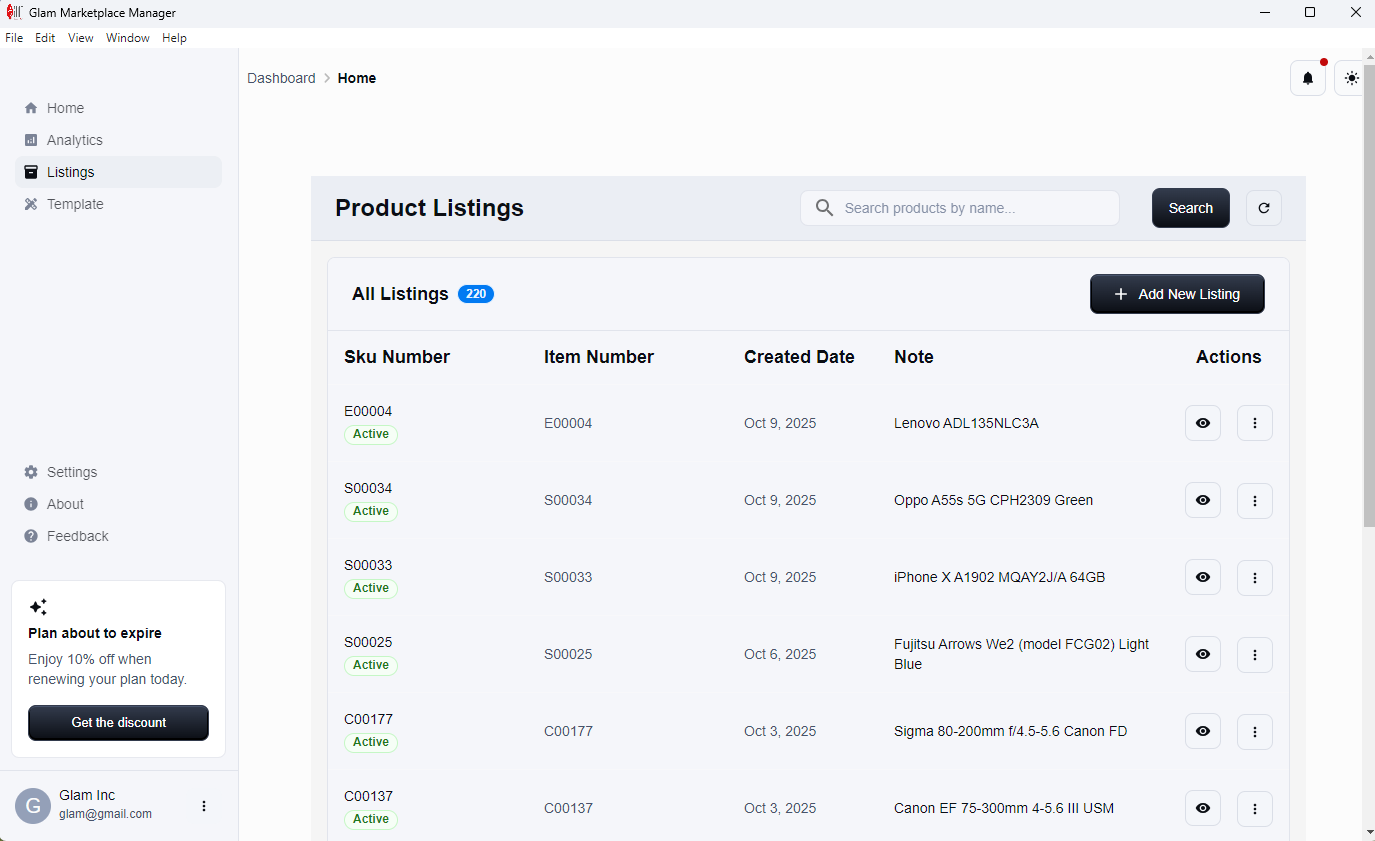 Glam Marketplace Manager
File Edit View Window Help
Dashboard > Home
Home
Analytics
Listings
Template
Settings
About
Feedback
Plan about to expire
Enjoy 10% off when
renewing your plan today.
Get the discount
G
Glam Inc
glam@gmail.com
Product Listings
Search products by name...
Search
All Listings 220
+ Add New Listing
Sku Number Item Number Created Date Note Actions
E00004
Active
E00004 Oct 9, 2025 Lenovo ADL135NLC3A
S00034
Active
S00034 Oct 9, 2025 Oppo A55s 5G CPH2309 Green
S00033
Active
S00033 Oct 9, 2025 iPhone X A1902 MQAY2J/A 64GB
S00025
Active
S00025 Oct 6, 2025 Fujitsu Arrows We2 (model FCG02) Light
Blue
C00177
Active
C00177 Oct 3, 2025 Sigma 80-200mm f/4.5-5.6 Canon FD
C00137
Active
C00137 Oct 3, 2025 Canon EF 75-300mm 4-5.6 III USM